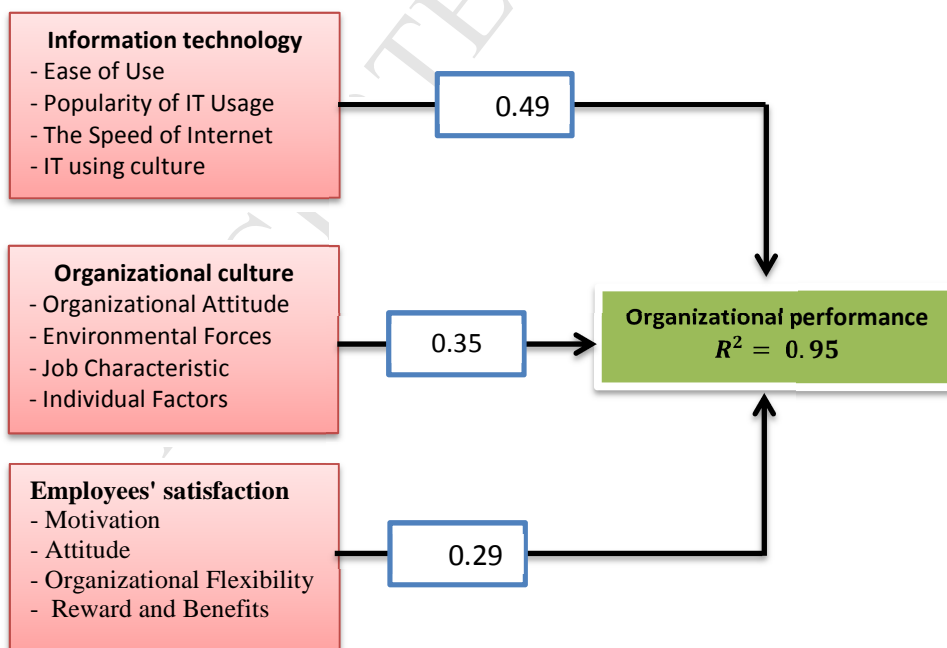 Information technology
- Ease of Use
- Popularity of IT Usage
- The Speed of Internet
- IT using culture
0.49
Organizational culture
- Organizational Attitude
- Environmental Forces
- Job Characteristic
- Individual Factors
0.35
Organizational performance
R² = 0.95
Employees' satisfaction
- Motivation
- Attitude
- Organizational Flexibility
- Reward and Benefits
0.29